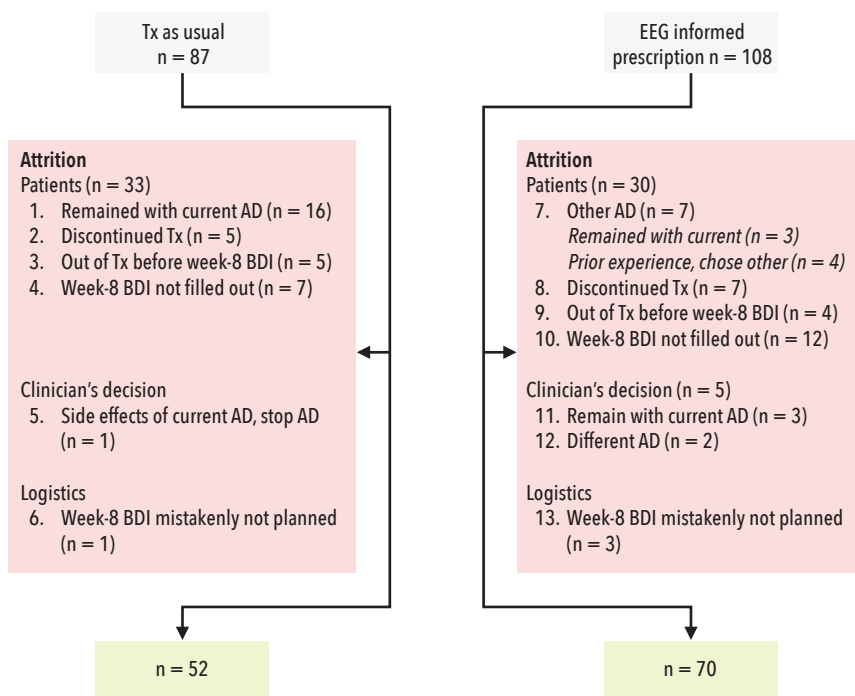 Tx as usual
n = 87
EEG informed
prescription n = 108
Attrition
Patients (n = 33)
1. Remained with current AD (n = 16)
2. Discontinued Tx (n = 5)
3. Out of Tx before week-8 BDI (n = 5)
4. Week-8 BDI not filled out (n = 7)
Clinician's decision
5. Side effects of current AD, stop AD
(n = 1)
Logistics
6. Week-8 BDI mistakenly not planned
(n = 1)
Attrition
Patients (n = 30)
7. Other AD (n = 7)
Remained with current (n = 3)
Prior experience, chose other (n = 4)
8. Discontinued Tx (n = 7)
9. Out of Tx before week-8 BDI (n = 4)
10. Week-8 BDI not filled out (n = 12)
Clinician's decision (n = 5)
11. Remain with current AD (n = 3)
12. Different AD (n = 2)
Logistics
13. Week-8 BDI mistakenly not planned
(n = 3)
n = 52
n = 70